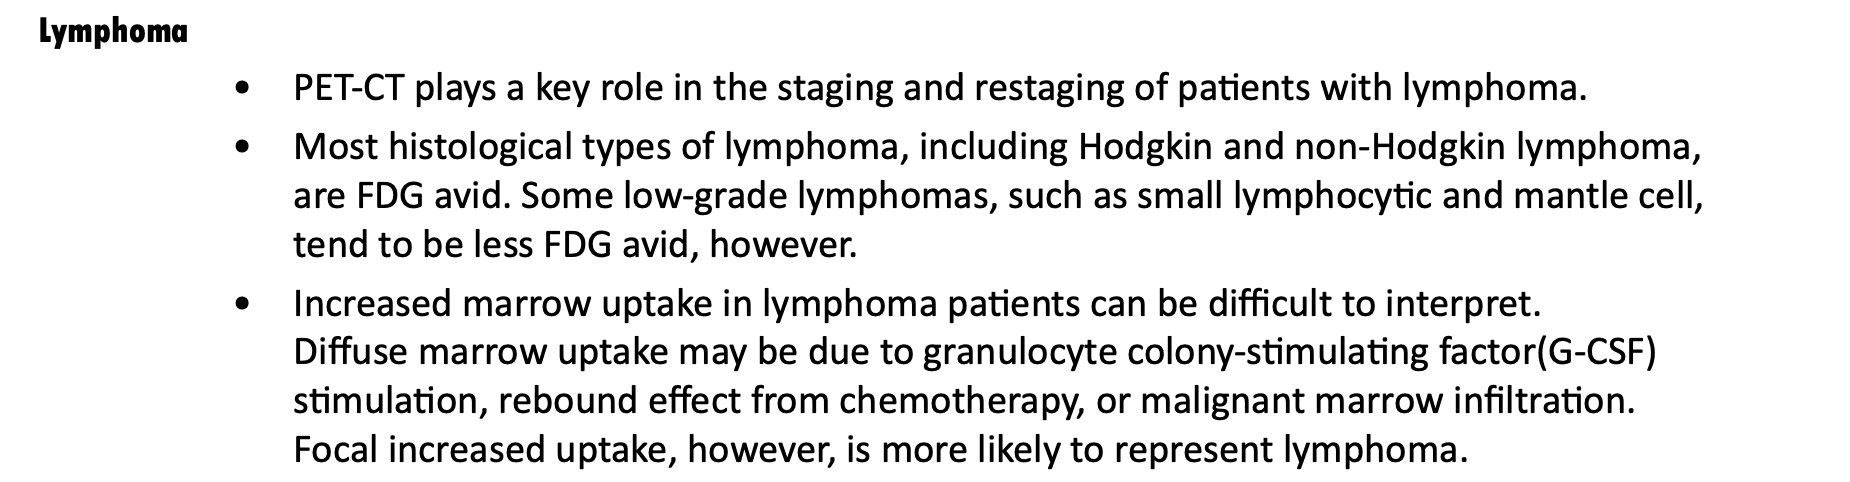 Lymphoma
• PET-CT plays a key role in the staging and restaging of patients with lymphoma.
• Most histological types of lymphoma, including Hodgkin and non-Hodgkin lymphoma,
are FDG avid. Some low-grade lymphomas, such as small lymphocytic and mantle cell,
tend to be less FDG avid, however.
• Increased marrow uptake in lymphoma patients can be difficult to interpret.
Diffuse marrow uptake may be due to granulocyte colony-stimulating factor(G-CSF)
stimulation, rebound effect from chemotherapy, or malignant marrow infiltration.
Focal increased uptake, however, is more likely to represent lymphoma.